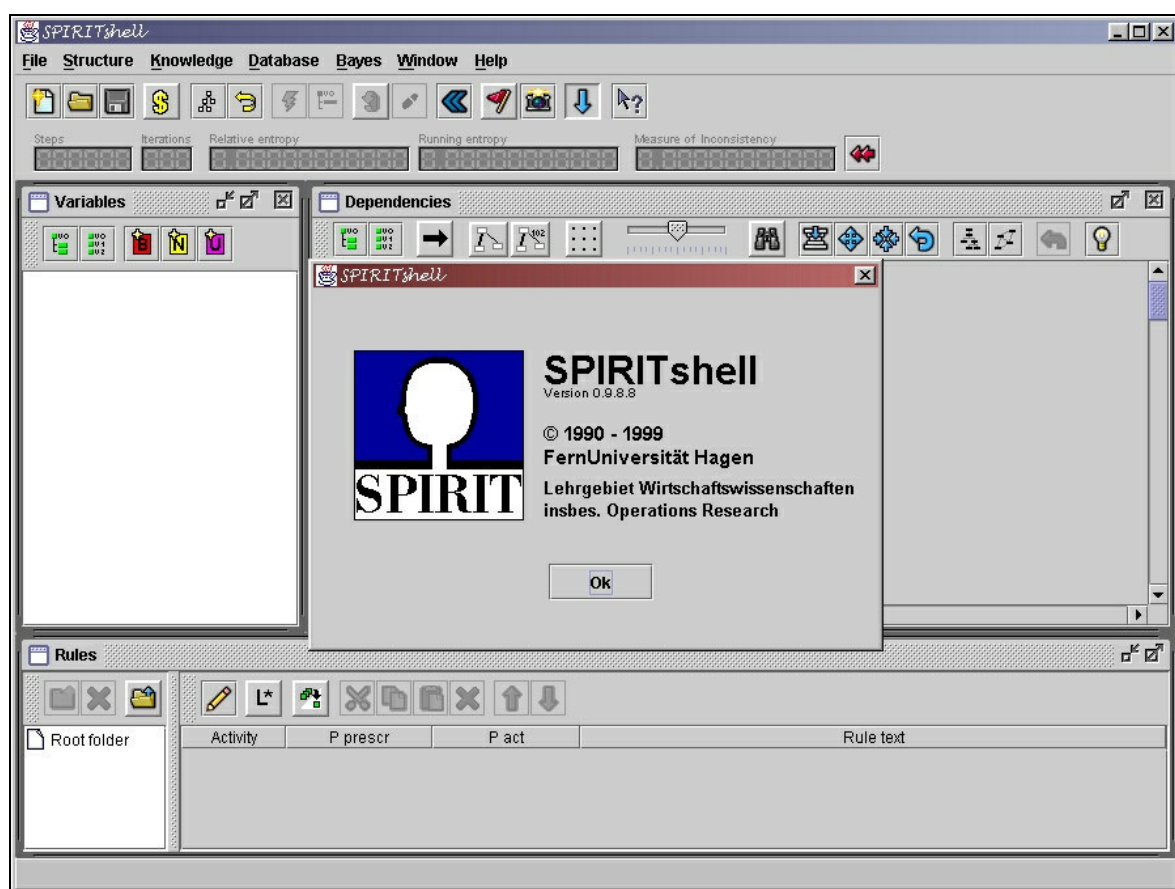 SPIRITshell
File Structure Knowledge Database Bayes Window Help
Steps Iterations Relative entropy Running entropy Measure of Inconsistency
Variables
Dependencies
B N U
SPIRITshell
SPIRITshell
Version 0.9.8.8
© 1990 - 1999
FernUniversität Hagen
SPIRIT
Lehrgebiet Wirtschaftswissenschaften
insbes. Operations Research
Ok
Rules
L*
Root folder
Activity P prescr P act Rule text